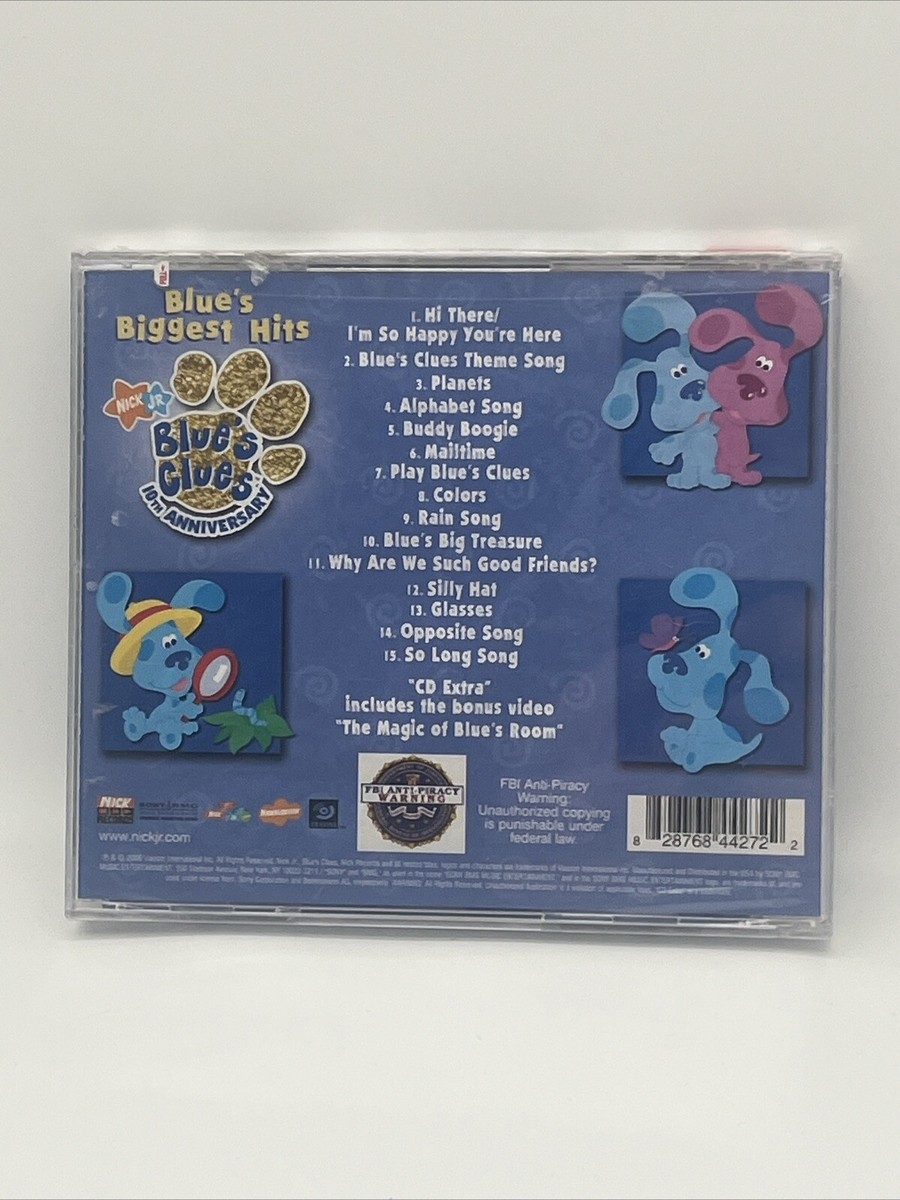 Blue's
Biggest Hits
NICK JR
Blue's
Clues
10TH ANNIVERSARY
1. Hi There/
I'm So Happy You're Here
2. Blue's Clues Theme Song
3. Planets
4. Alphabet Song
5. Buddy Boogie
6. Mailtime
7. Play Blue's Clues
8. Colors
9. Rain Song
10. Blue's Big Treasure
11. Why Are We Such Good Friends?
12. Silly Hat
13. Glasses
14. Opposite Song
15. So Long Song
"CD Extra"
includes the bonus video
"The Magic of Blue's Room"
NICK
NICKELODEON
www.nickjr.com
FBI ANTI-PIRACY
WARNING
FBI Anti-Piracy
Warning:
Unauthorized copying
is punishable under
federal law.
8 28768 44272 2